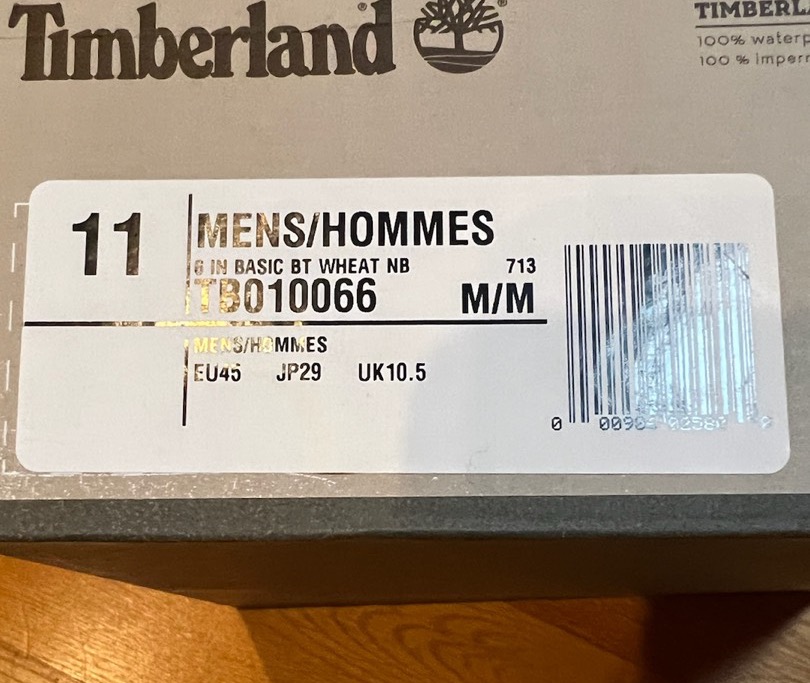 Timberland®
®
TIMBERLA
100% waterp
100 % imperm
11
MENS/HOMMES
6 IN BASIC BT WHEAT NB 713
TB010066 M/M
MENS/HOMMES
EU45 JP29 UK10.5
0